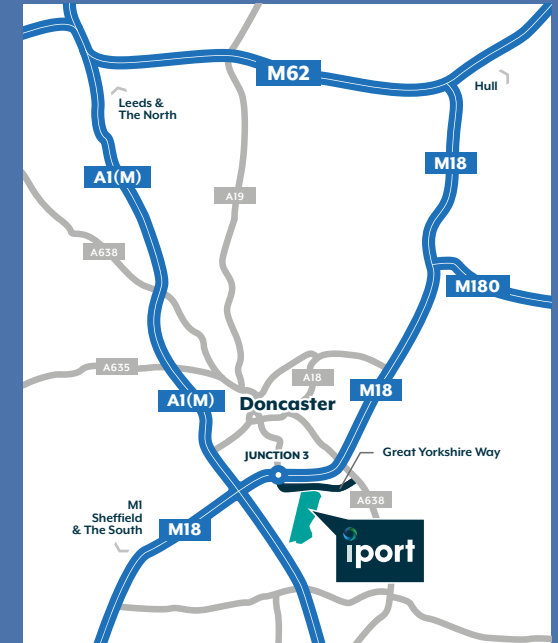 M62
Hull
Leeds &
The North
M18
A1(M)
A19
A638
M180
A635
A18
M18
A1(M)
Doncaster
JUNCTION 3
Great Yorkshire Way
A638
M1
Sheffield
& The South
M18
iport